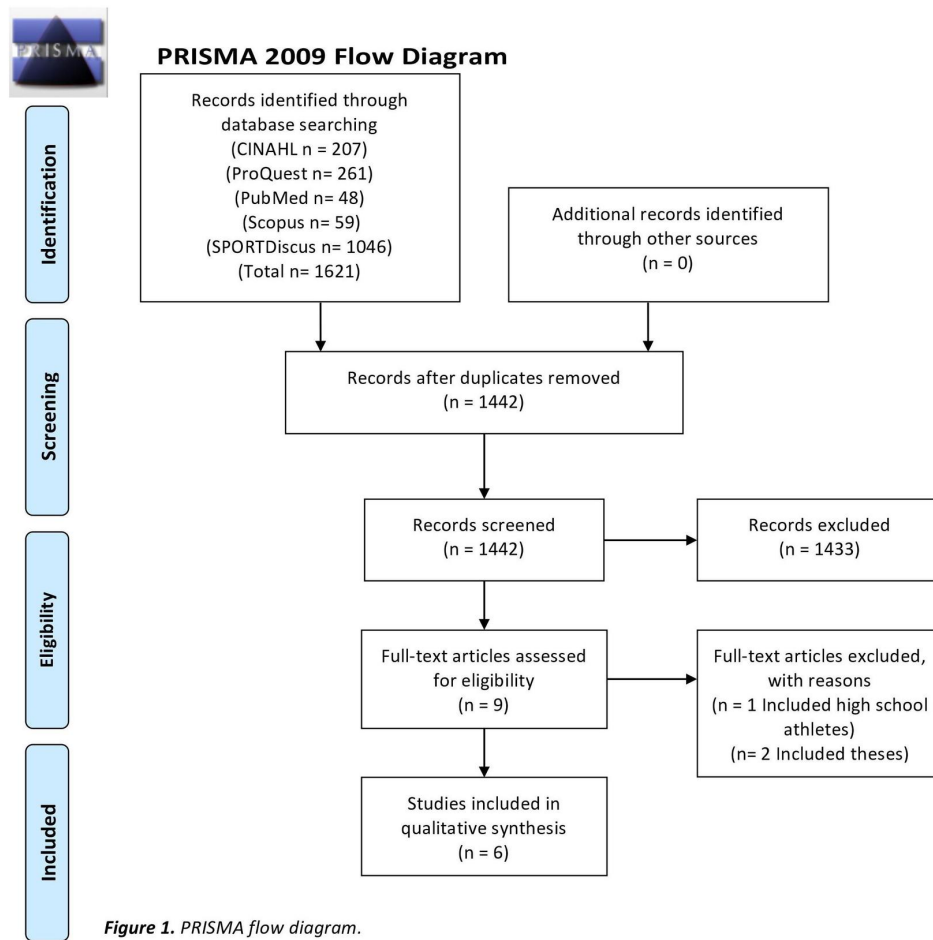 PRISMA
PRISMA 2009 Flow Diagram
Identification
Records identified through
database searching
(CINAHL n = 207)
(ProQuest n= 261)
(PubMed n= 48)
(Scopus n= 59)
(SPORTDiscus n= 1046)
(Total n= 1621)
Additional records identified
through other sources
(n = 0)
Screening
Records after duplicates removed
(n = 1442)
Records screened
(n = 1442)
Records excluded
(n = 1433)
Eligibility
Full-text articles assessed
for eligibility
(n = 9)
Full-text articles excluded,
with reasons
(n = 1 Included high school
athletes)
(n= 2 Included theses)
Included
Studies included in
qualitative synthesis
(n = 6)
Figure 1. PRISMA flow diagram.